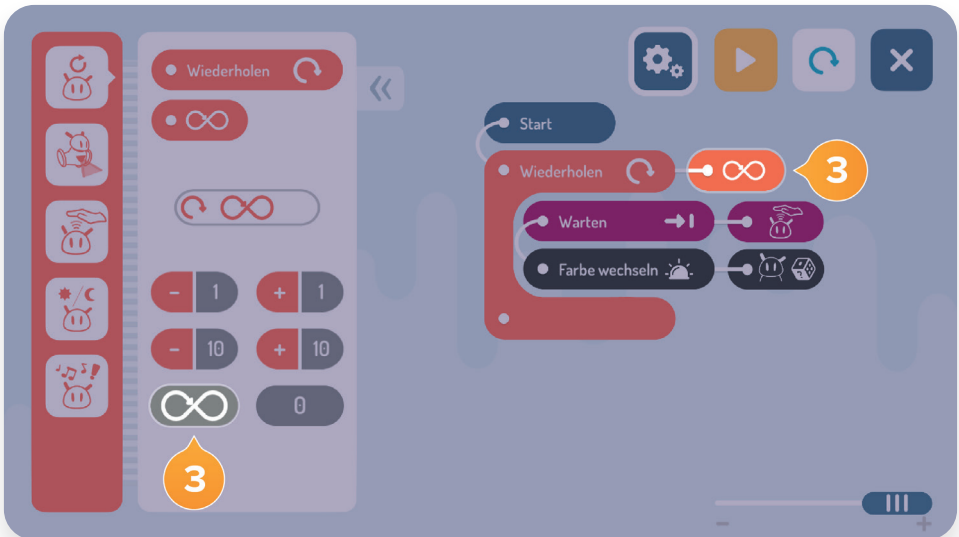 Wiederholen
Start
Wiederholen
3
Warten
Farbe wechseln
- 1 + 1
- 10 + 10
0
3
- +